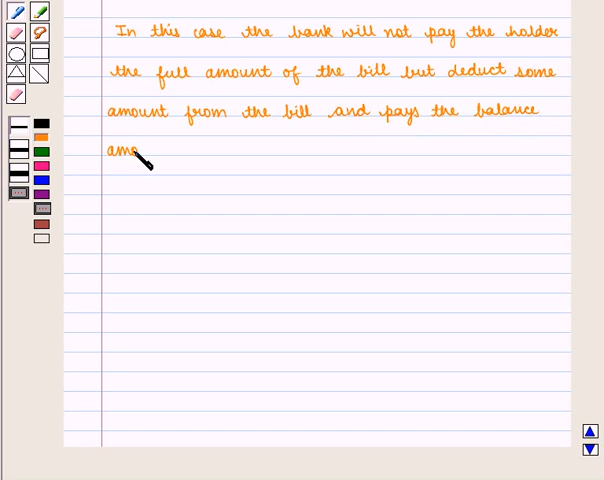 In this case the bank will not pay the holder
the full amount of the bill but deduct some
amount from the bill and pays the balance
amo